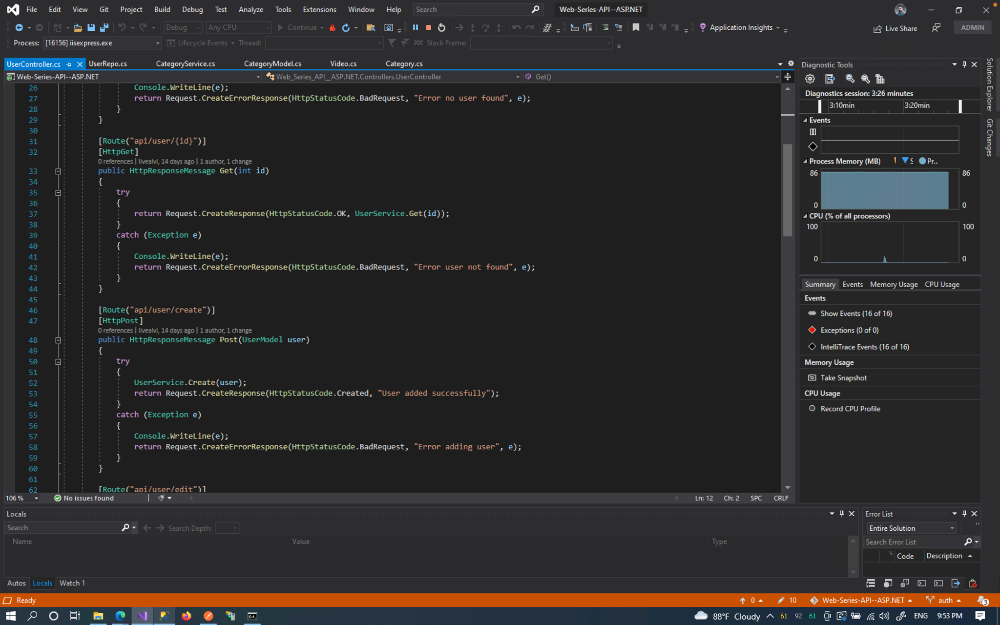 File Edit View Git Project Build Debug Test Analyze Tools Extensions Window Help Search Web-Series-API--ASP.NET
Debug Any CPU Continue Application Insights Live Share ADMIN
Process: [16156] iisexpress.exe Lifecycle Events Thread: Stack Frame:
UserController.cs UserRepo.cs CategoryService.cs CategoryModel.cs Video.cs Category.cs
Web-Series-API--ASP.NET Web_Series_API__ASP.NET.Controllers.UserController Get()
26 Console.WriteLine(e);
27 return Request.CreateErrorResponse(HttpStatusCode.BadRequest, "Error no user found", e);
28 }
29 }
30
31 [Route("api/user/{id}")]
32 [HttpGet]
0 references | livealvi, 14 days ago | 1 author, 1 change
33 public HttpResponseMessage Get(int id)
34 {
35 try
36 {
37 return Request.CreateResponse(HttpStatusCode.OK, UserService.Get(id));
38 }
39 catch (Exception e)
40 {
41 Console.WriteLine(e);
42 return Request.CreateErrorResponse(HttpStatusCode.BadRequest, "Error user not found", e);
43 }
44 }
45
46 [Route("api/user/create")]
47 [HttpPost]
0 references | livealvi, 14 days ago | 1 author, 1 change
48 public HttpResponseMessage Post(UserModel user)
49 {
50 try
51 {
52 UserService.Create(user);
53 return Request.CreateResponse(HttpStatusCode.Created, "User added successfully");
54 }
55 catch (Exception e)
56 {
57 Console.WriteLine(e);
58 return Request.CreateErrorResponse(HttpStatusCode.BadRequest, "Error adding user", e);
59 }
60 }
61
62 [Route("api/user/edit")]
106 % No issues found Ln: 12 Ch: 2 SPC CRLF
Diagnostic Tools
Diagnostics session: 3:26 minutes
3:10min 3:20min
Events
Process Memory (MB) S Pr...
86 86
0 0
CPU (% of all processors)
100 100
0 0
Summary Events Memory Usage CPU Usage
Events
Show Events (16 of 16)
Exceptions (0 of 0)
IntelliTrace Events (16 of 16)
Memory Usage
Take Snapshot
CPU Usage
Record CPU Profile
Solution Explorer
Git Changes
Locals
Search Search Depth:
Name Value Type
Autos Locals Watch 1
Error List
Entire Solution
Search Error List
Code Description
Ready 0 10 Web-Series-API--ASP.NET auth 3
88°F Cloudy 61 92 61 ENG 9:53 PM